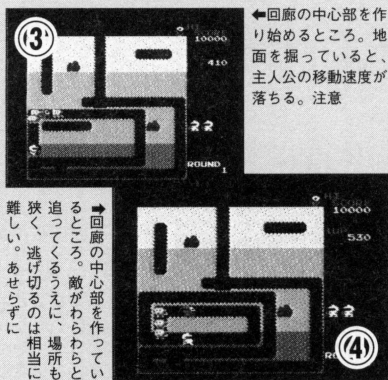 ③
10000
410
ROUND 1
⬅回廊の中心部を作
り始めるところ。地
面を掘っていると、
主人公の移動速度が
落ちる。注意
➡回廊の中心部を作ってい
るところ。敵がわらわらと
追ってくるうえに、場所も
狭く、逃げ切るのは相当に
難しい。あせらずに
10000
530
④